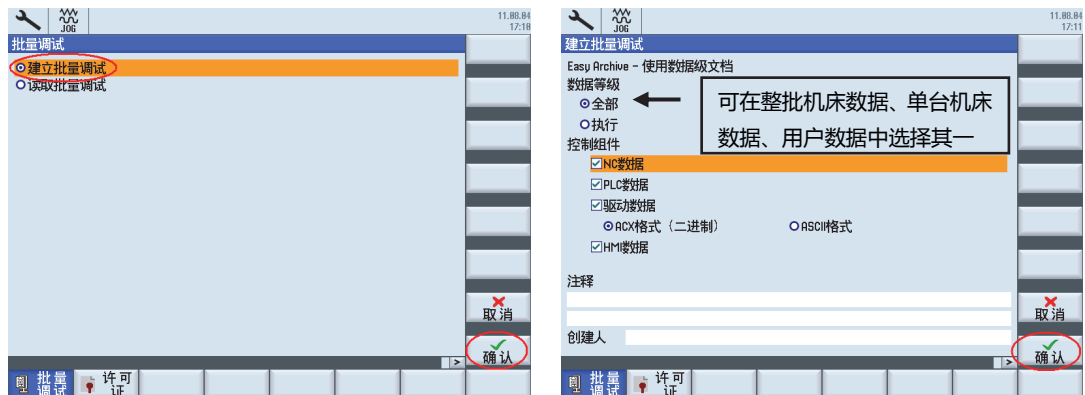 JOG
11.08.04
17:10
批量调试
建立批量调试
读取批量调试
取消
确认
>
批量
调试
许可
证
JOG
11.08.04
17:11
建立批量调试
Easy Archive - 使用数据级文档
数据等级
全部
执行
可在整批机床数据、单台机床
数据、用户数据中选择其一
控制组件
NC数据
PLC数据
驱动数据
ACX格式（二进制） ASCII格式
HMI数据
注释
创建人
取消
确认
>
批量
调试
许可
证